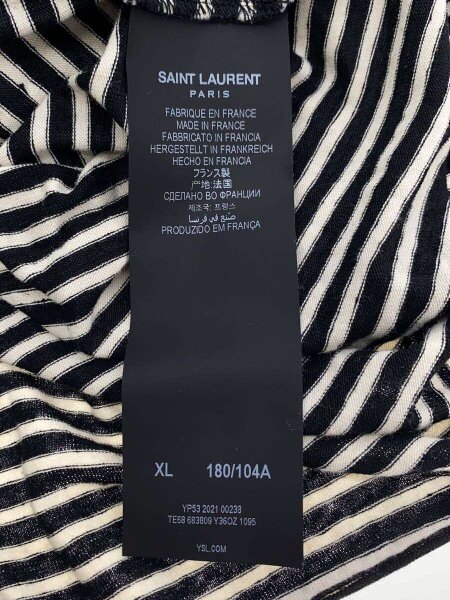 SAINT LAURENT
PARIS
FABRIQUE EN FRANCE
MADE IN FRANCE
FABBRICATO IN FRANCIA
HERGESTELLT IN FRANKREICH
HECHO EN FRANCIA
フランス製
产地: 法国
СДЕЛАНО ВО ФРАНЦИИ
제조국: 프랑스
صنع في فرنسا
PRODUZIDO EM FRANÇA
XL 180/104A
YP53 2021 00238
TE68 683809 Y36OZ 1095
YSL.COM